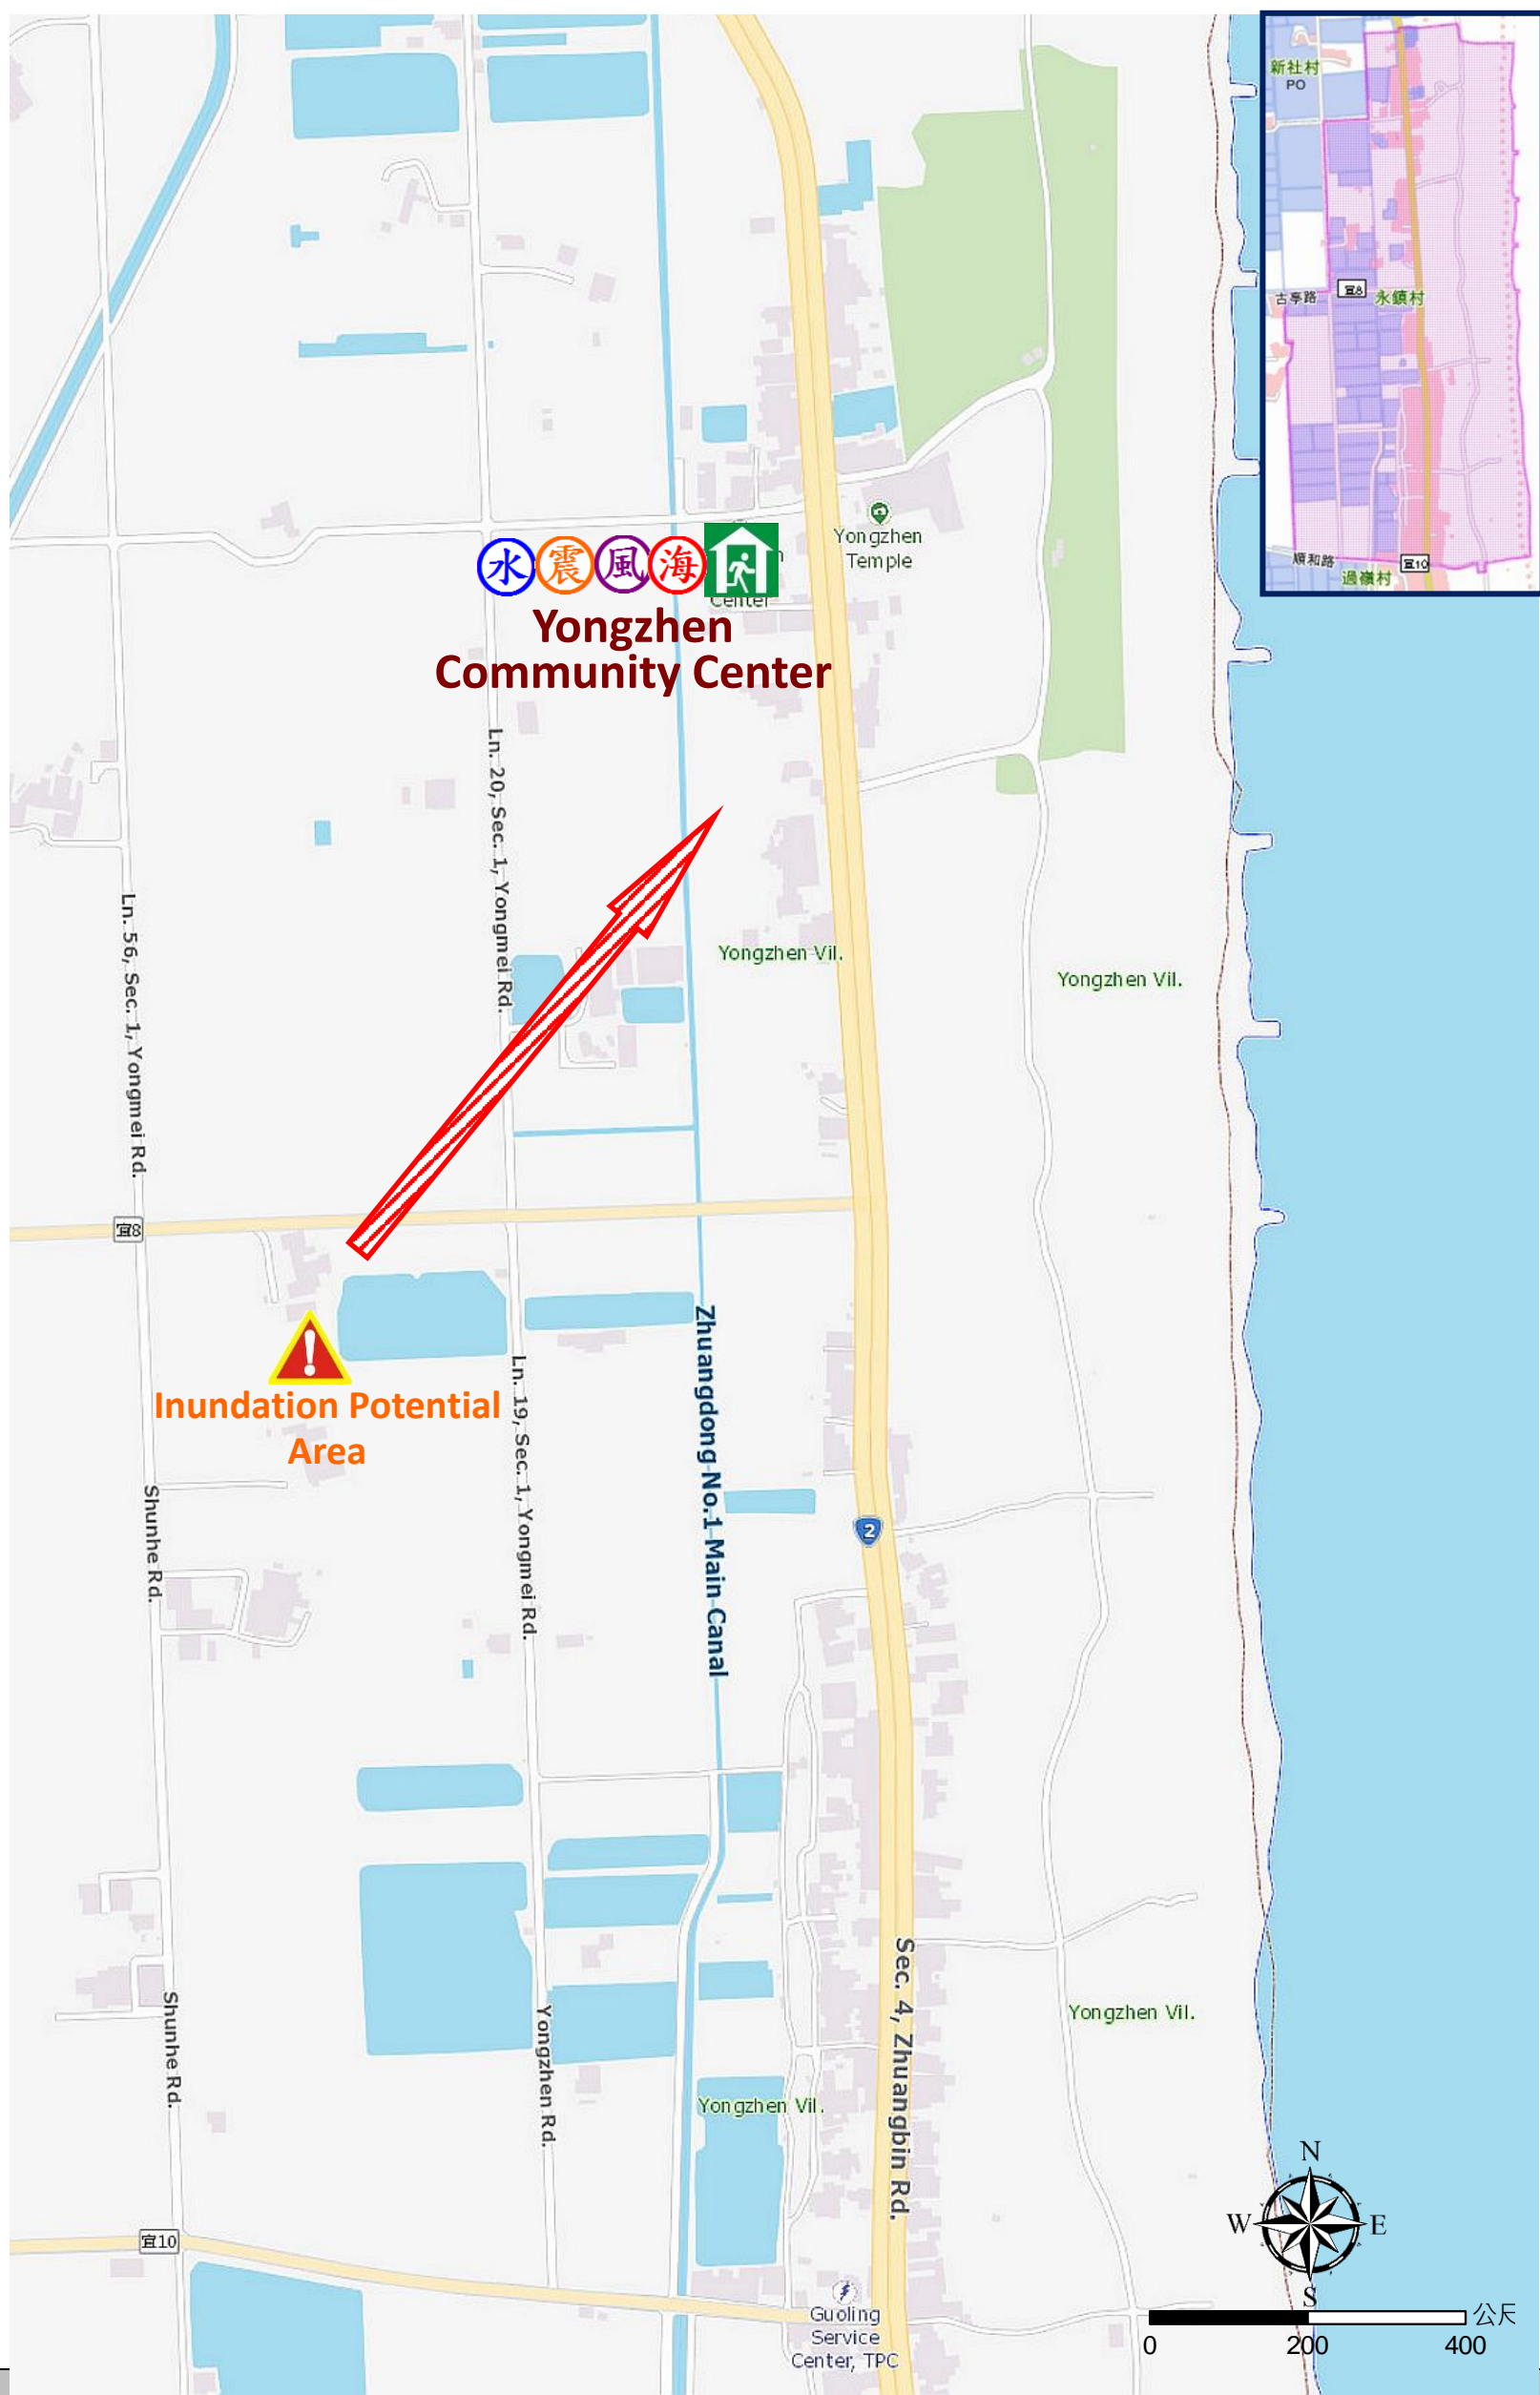 新社村
PO
古亭路
宜8
永鎮村
順和路
過嶺村
宜10
Yongzhen
Temple
水
震
風
海
Center
Yongzhen
Community Center
Ln. 20, Sec. 1, Yongmei Rd.
Ln. 56, Sec. 1, Yongmei Rd.
Yongzhen Vil.
Yongzhen Vil.
宜8
Inundation Potential
Area
Zhuangdong No.1 Main Canal
Ln. 19, Sec. 1, Yongmei Rd.
Shunhe Rd.
2
Sec. 4, Zhuangbin Rd.
Shunhe Rd.
Yongzhen Rd.
Yongzhen Vil.
Yongzhen Vil.
宜10
Guoling
Service
Center, TPC
N
W
E
S
公尺
0
200
400